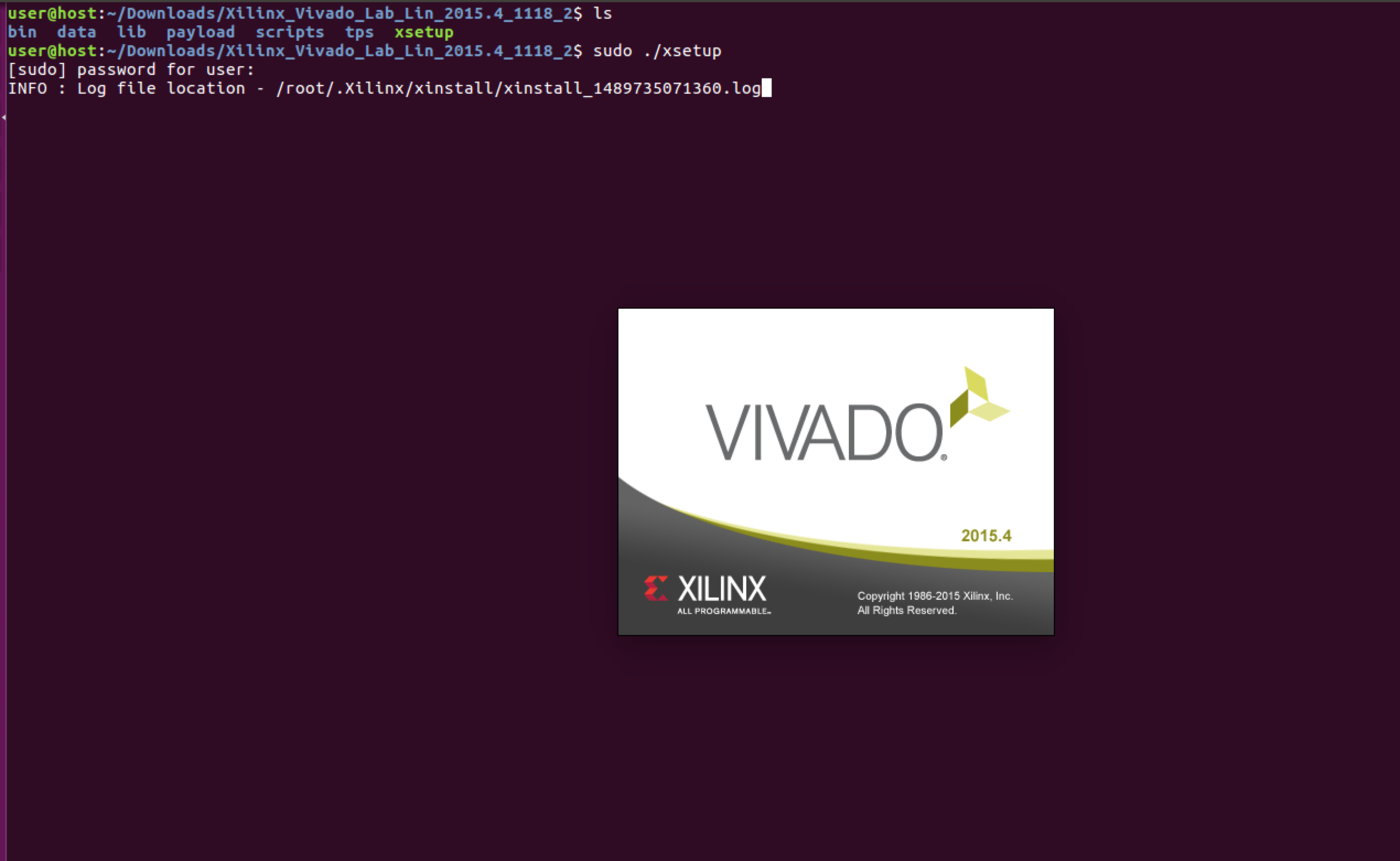 user@host:~/Downloads/Xilinx_Vivado_Lab_Lin_2015.4_1118_2$ ls
bin  data  lib  payload  scripts  tps  xsetup
user@host:~/Downloads/Xilinx_Vivado_Lab_Lin_2015.4_1118_2$ sudo ./xsetup
[sudo] password for user:
INFO : Log file location - /root/.Xilinx/xinstall/xinstall_1489735071360.log
VIVADO®
2015.4
XILINX
ALL PROGRAMMABLE™
Copyright 1986-2015 Xilinx, Inc.
All Rights Reserved.